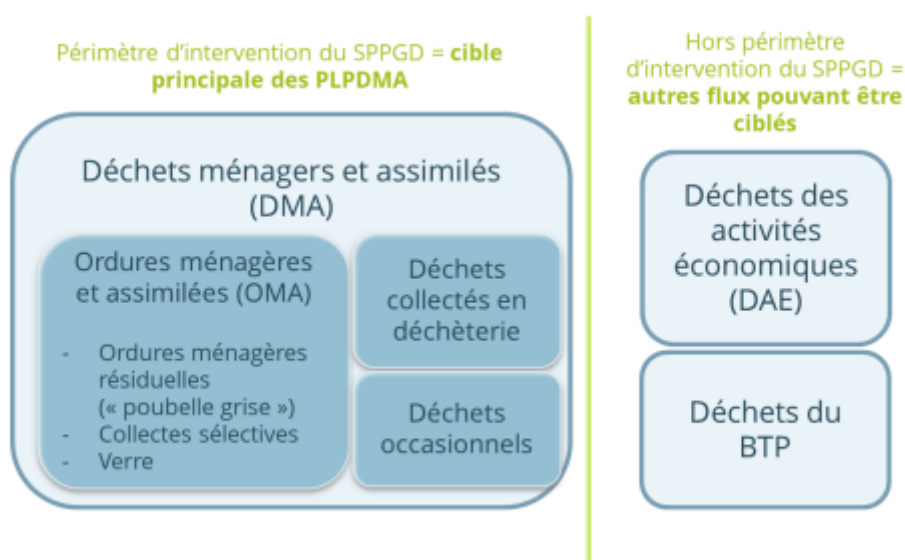 Périmètre d'intervention du SPPGD = cible
principale des PLPDMA
Déchets ménagers et assimilés
(DMA)
Ordures ménagères
et assimilées (OMA)
- Ordures ménagères
résiduelles
(« poubelle grise »)
- Collectes sélectives
- Verre
Déchets
collectés en
déchèterie
Déchets
occasionnels
Hors périmètre
d'intervention du SPPGD =
autres flux pouvant être
ciblés
Déchets des
activités
économiques
(DAE)
Déchets du
BTP